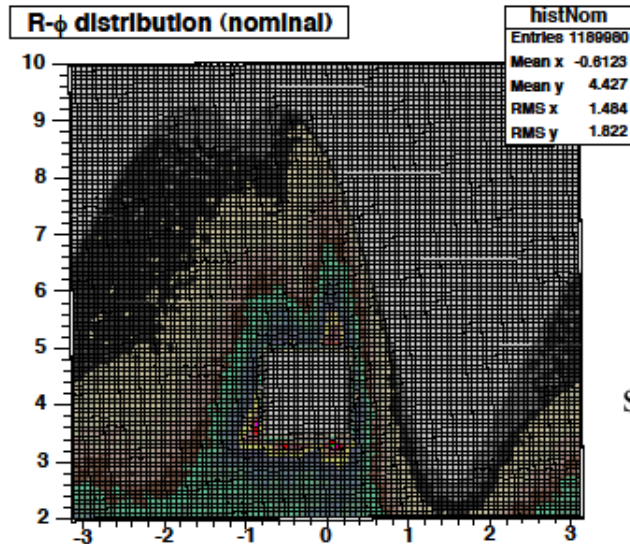 R-ϕ distribution (nominal)
histNom
Entries 1189980
Mean x -0.6123
Mean y 4.427
RMS x 1.484
RMS y 1.822
10
9
8
7
6
5
4
3
2
-3 -2 -1 0 1 2 3
S